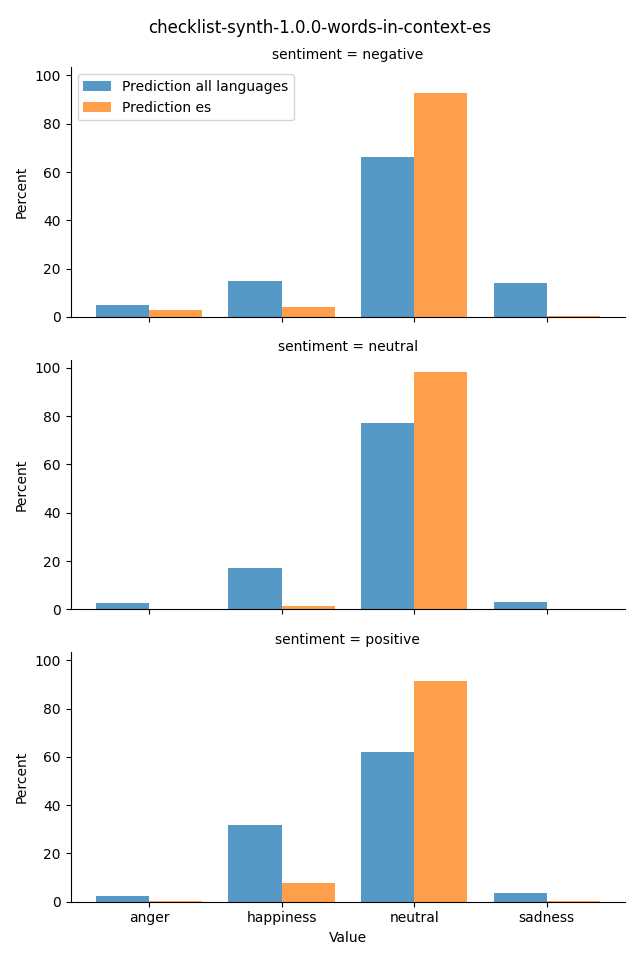 checklist-synth-1.0.0-words-in-context-es
sentiment = negative
Prediction all languages
Prediction es
100
80
60
40
20
0
Percent
sentiment = neutral
100
80
60
40
20
0
Percent
sentiment = positive
100
80
60
40
20
0
Percent
anger happiness neutral sadness
Value